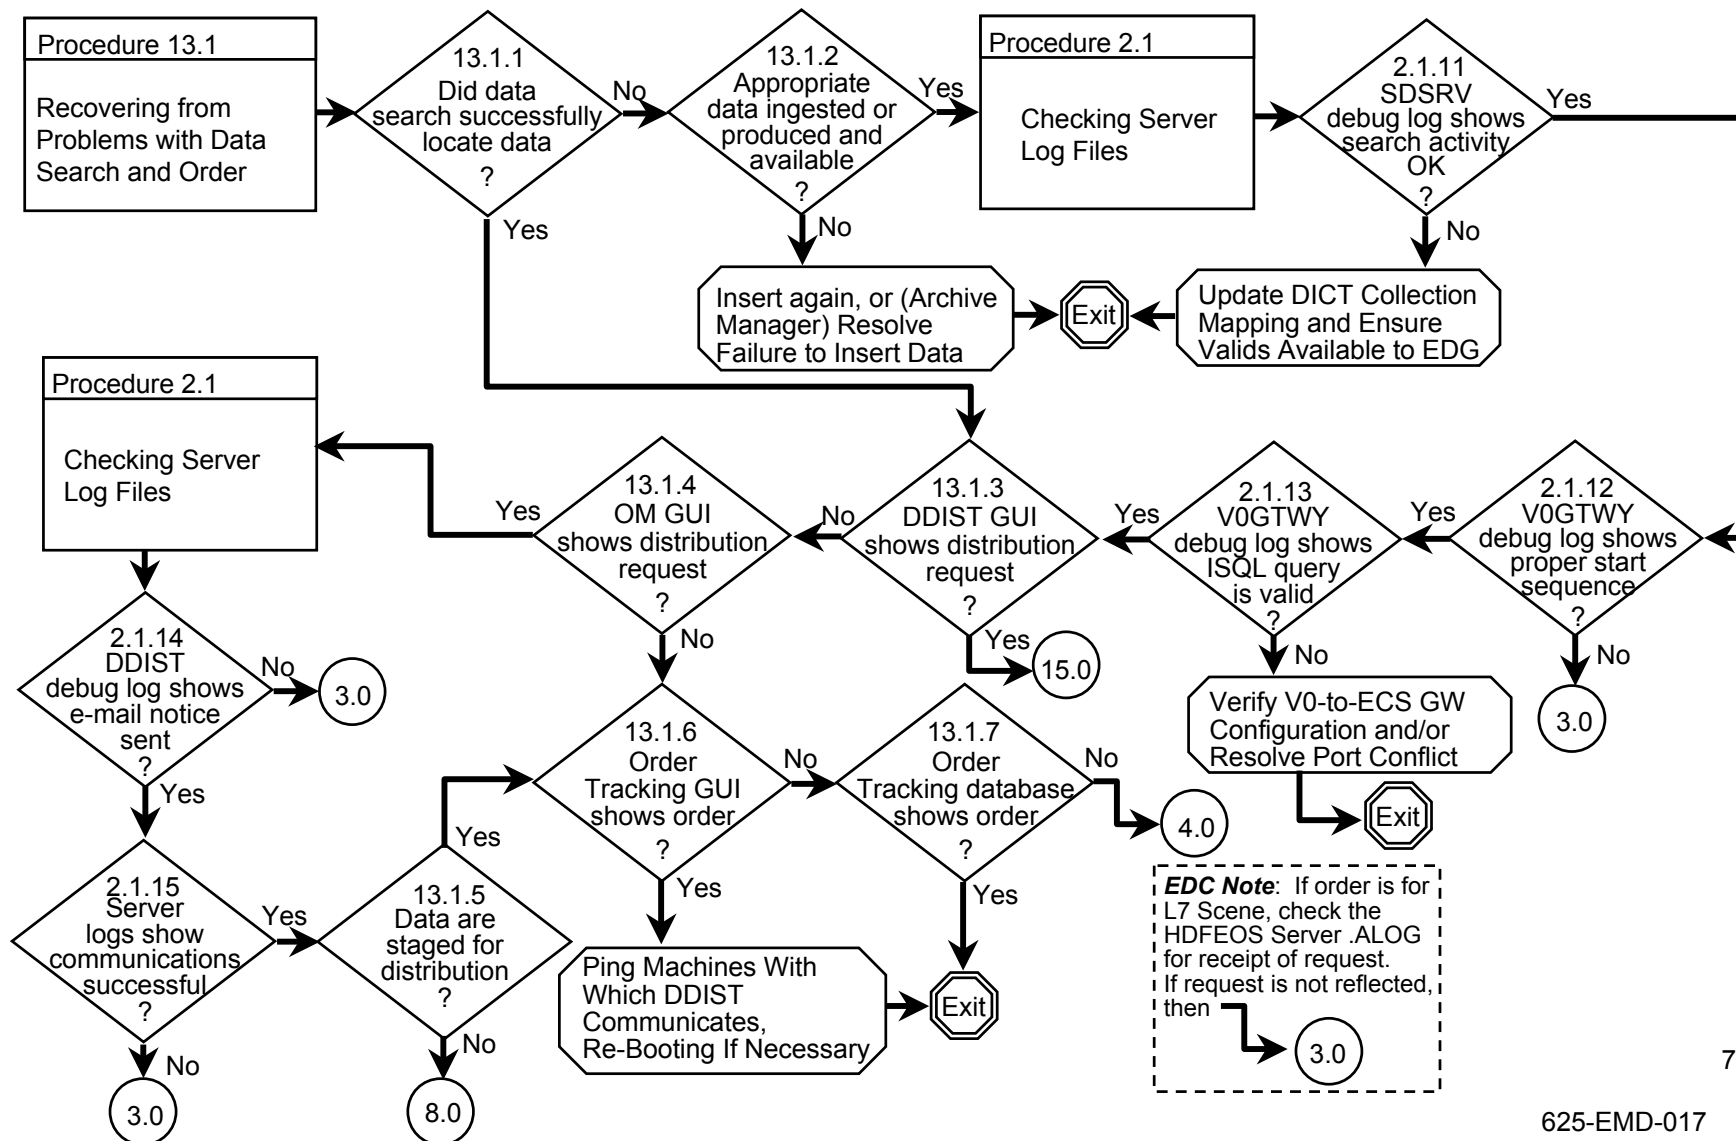 Procedure 13.1
Recovering from
Problems with Data
Search and Order
13.1.1
Did data
search successfully
locate data
?
No
Yes
13.1.2
Appropriate
data ingested or
produced and
available
?
Yes
No
Procedure 2.1
Checking Server
Log Files
2.1.11
SDSRV
debug log shows
search activity
OK
?
Yes
No
Insert again, or (Archive
Manager) Resolve
Failure to Insert Data
Exit
Update DICT Collection
Mapping and Ensure
Valids Available to EDG
Procedure 2.1
Checking Server
Log Files
Yes
13.1.4
OM GUI
shows distribution
request
?
No
No
13.1.3
DDIST GUI
shows distribution
request
?
Yes
15.0
Yes
2.1.13
V0GTWY
debug log shows
ISQL query
is valid
?
No
Yes
2.1.12
V0GTWY
debug log shows
proper start
sequence
?
No
3.0
Verify V0-to-ECS GW
Configuration and/or
Resolve Port Conflict
Exit
2.1.14
DDIST
debug log shows
e-mail notice
sent
?
No
3.0
Yes
2.1.15
Server
logs show
communications
successful
?
Yes
No
3.0
13.1.5
Data are
staged for
distribution
?
Yes
No
8.0
13.1.6
Order
Tracking GUI
shows order
?
No
Yes
13.1.7
Order
Tracking database
shows order
?
No
4.0
Yes
Ping Machines With
Which DDIST
Communicates,
Re-Booting If Necessary
Exit
EDC Note: If order is for
L7 Scene, check the
HDFEOS Server .ALOG
for receipt of request.
If request is not reflected,
then
3.0
7
625-EMD-017